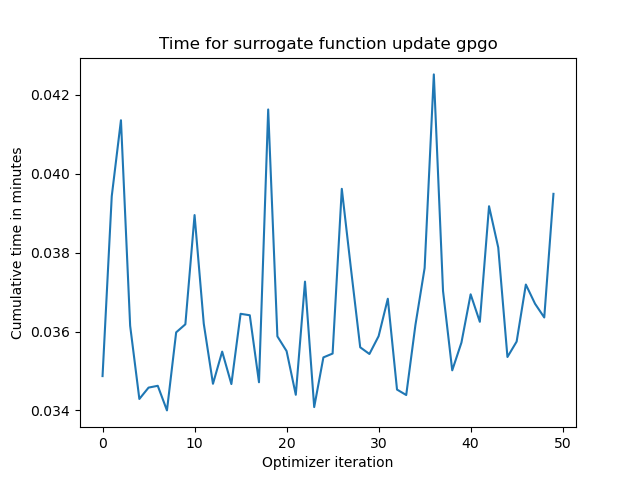 Time for surrogate function update gpgo
Cumulative time in minutes
0.042
0.040
0.038
0.036
0.034
0 10 20 30 40 50
Optimizer iteration